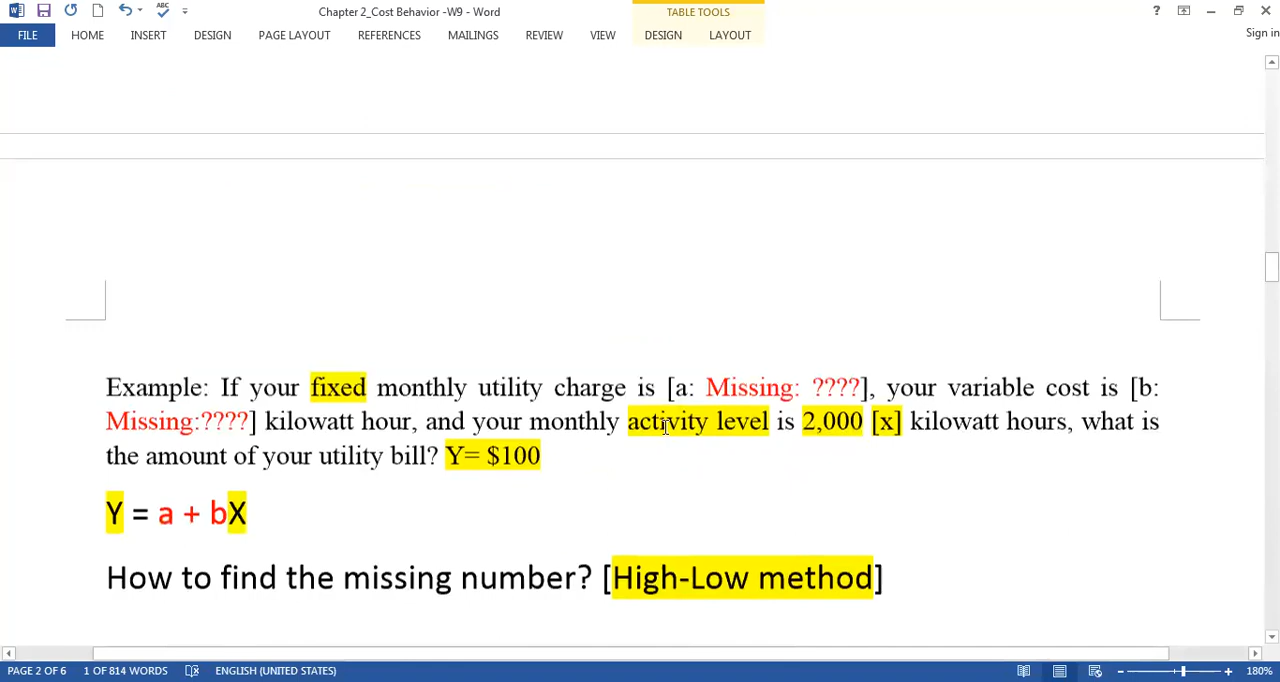 Chapter 2_Cost Behavior -W9 - Word
TABLE TOOLS
?
FILE HOME INSERT DESIGN PAGE LAYOUT REFERENCES MAILINGS REVIEW VIEW DESIGN LAYOUT Sign in
Example: If your fixed monthly utility charge is [a: Missing: ????], your variable cost is [b:
Missing:????] kilowatt hour, and your monthly activity level is 2,000 [x] kilowatt hours, what is
the amount of your utility bill? Y= $100
Y = a + bX
How to find the missing number? [High-Low method]
PAGE 2 OF 6 1 OF 814 WORDS ENGLISH (UNITED STATES) 180%